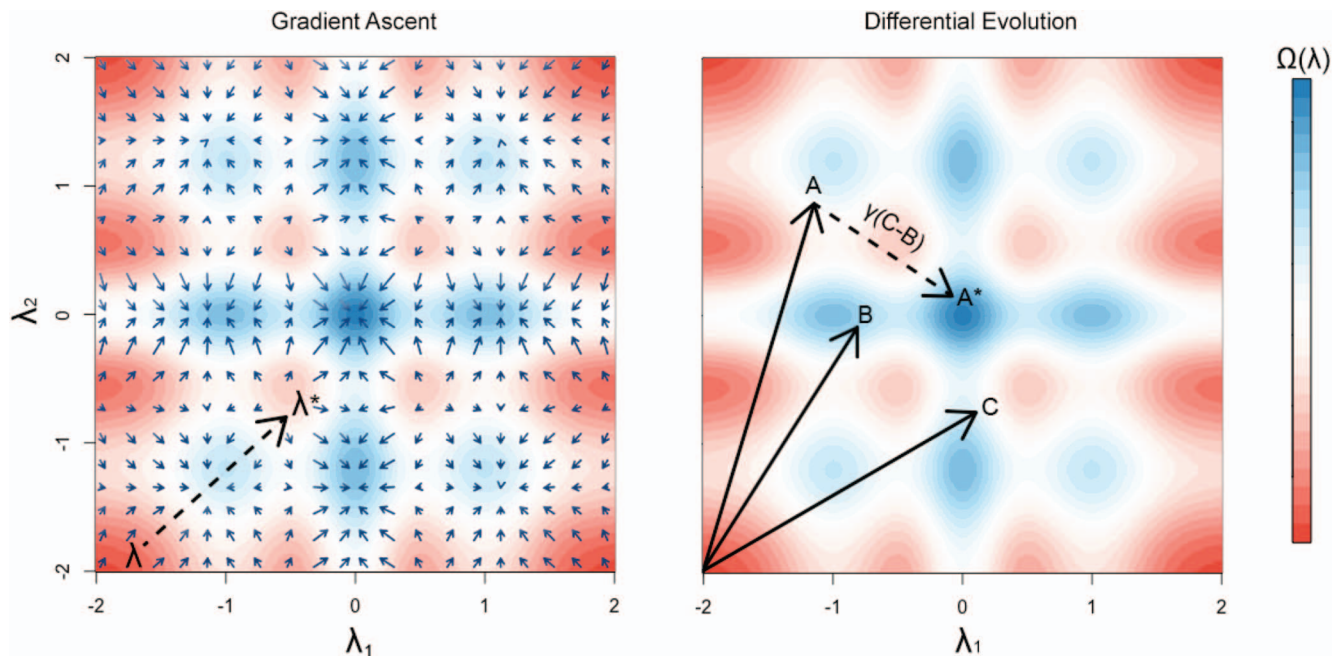 Gradient Ascent
Differential Evolution
Ω(λ)
2
1
0
-1
-2
λ₂
λ*
λ
-2 -1 0 1 2
λ₁
A
γ(C-B)
A*
B
C
-2 -1 0 1 2
λ₁